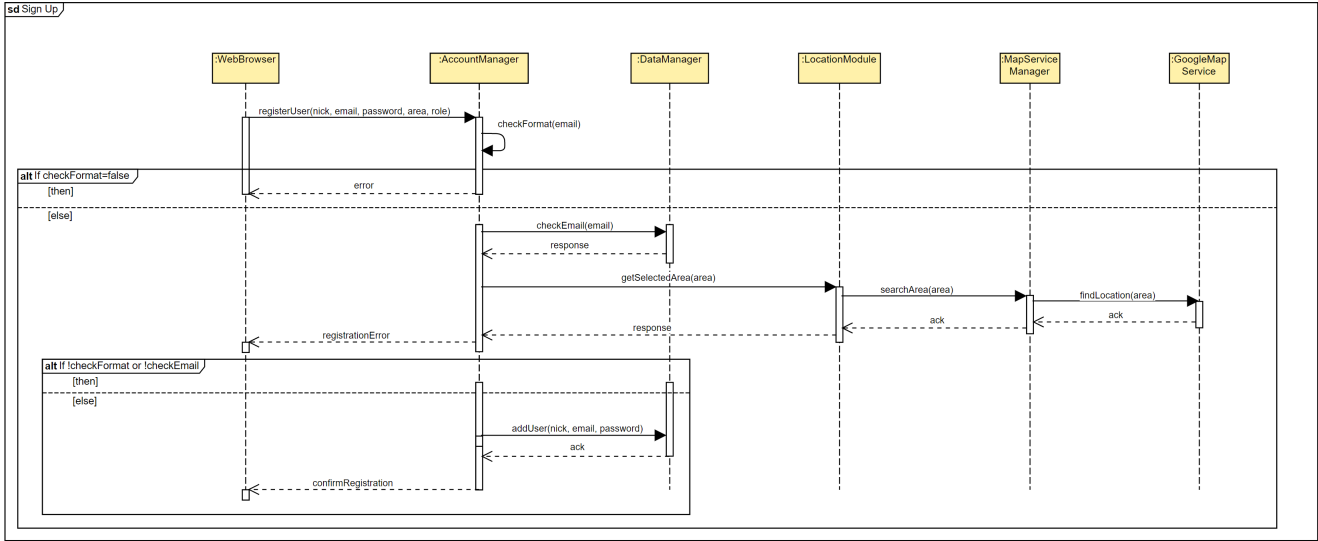 sd Sign Up
:WebBrowser
:AccountManager
:DataManager
:LocationModule
:MapService
Manager
:GoogleMap
Service
registerUser(nick, email, password, area, role)
checkFormat(email)
alt If checkFormat=false
[then]
error
[else]
checkEmail(email)
response
getSelectedArea(area)
searchArea(area)
findLocation(area)
ack
ack
response
registrationError
alt If !checkFormat or !checkEmail
[then]
[else]
addUser(nick, email, password)
ack
confirmRegistration